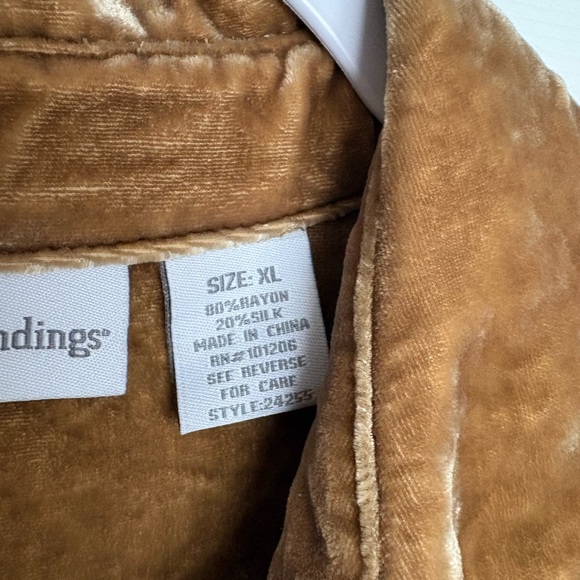 ndings®
SIZE: XL
80%RAYON
20%SILK
MADE IN CHINA
RN#101206
SEE REVERSE
FOR CARE
STYLE:24255